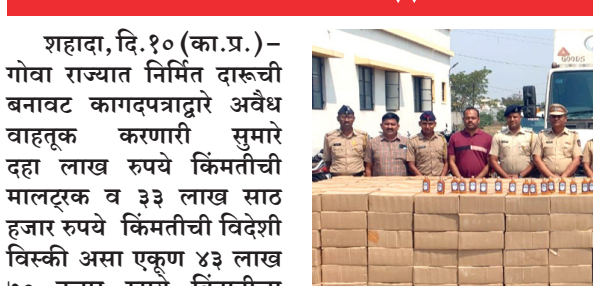 शहादा,दि.१०(का.प्र.)–
गोवा राज्यात निर्मित दारूची
बनावट कागदपत्राद्वारे अवैध
वाहतूक करणारी सुमारे
दहा लाख रुपये किंमतीची
मालट्रक व ३३ लाख साठ
हजार रुपये किंमतीची विदेशी
विस्की असा एकूण ४३ लाख